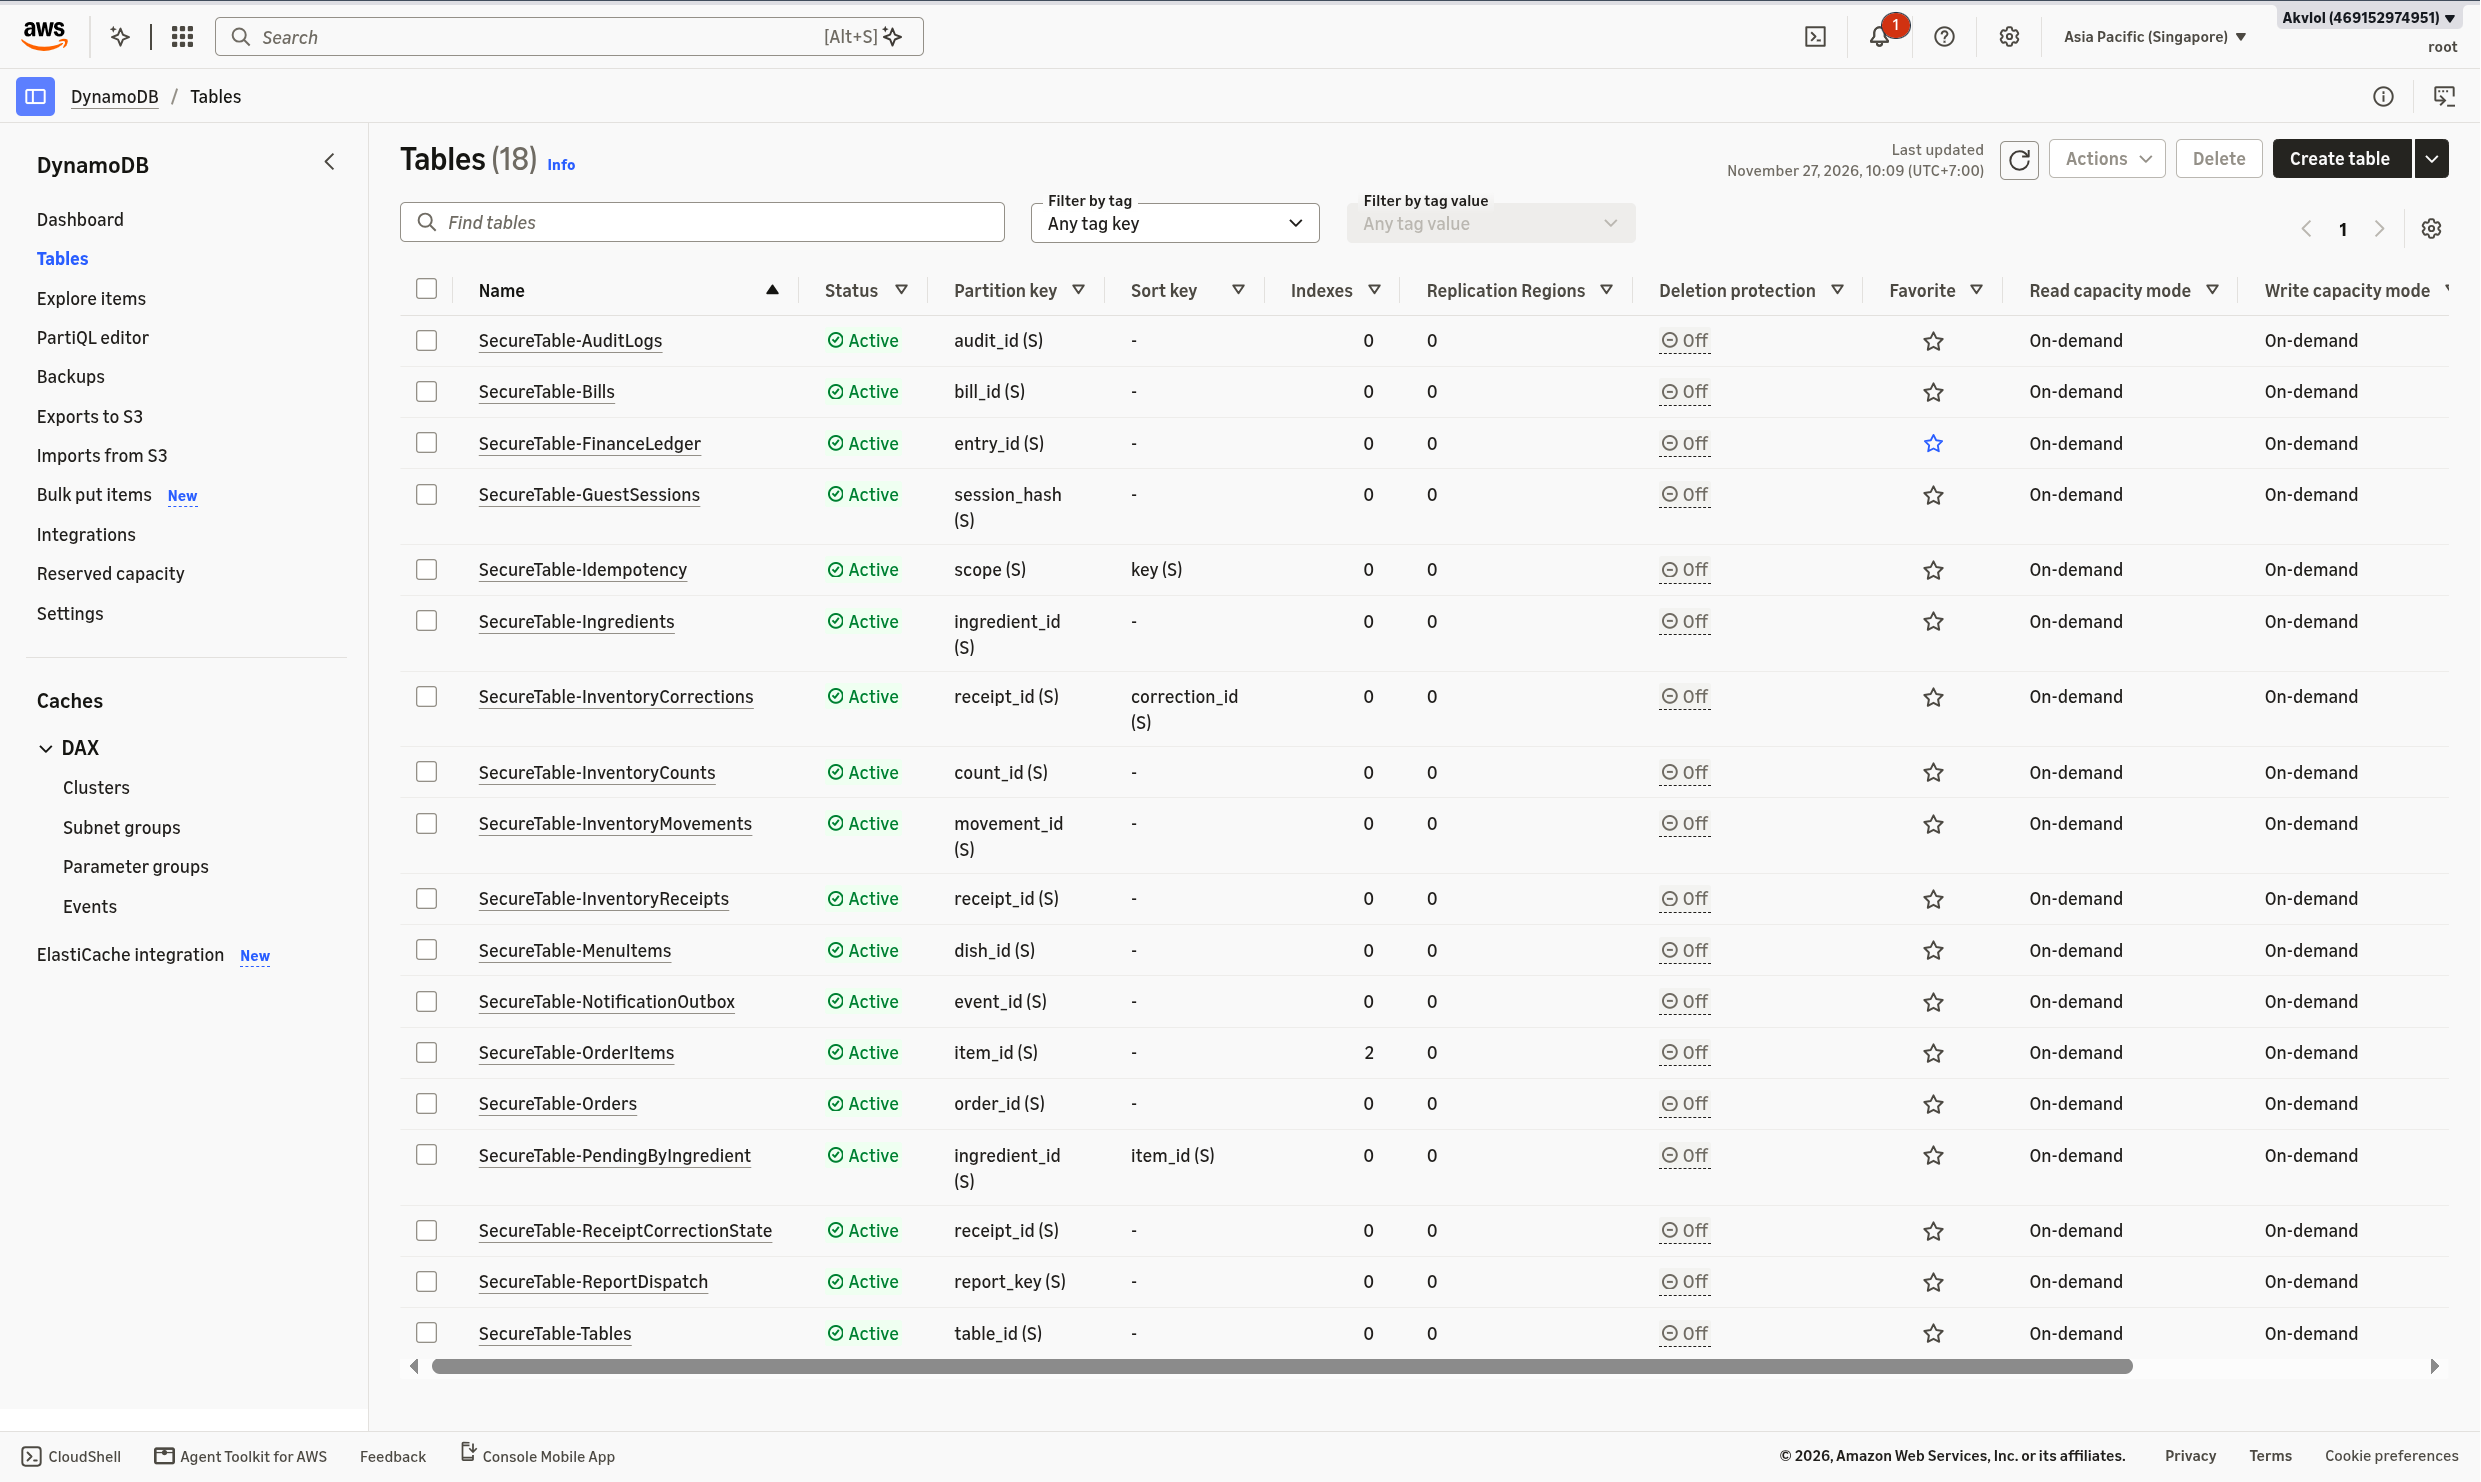 aws
Search [Alt+S]
1
Asia Pacific (Singapore)
Akvlol (469152974951)
root
DynamoDB / Tables
DynamoDB
Dashboard
Tables
Explore items
PartiQL editor
Backups
Exports to S3
Imports from S3
Bulk put items New
Integrations
Reserved capacity
Settings
Caches
DAX
Clusters
Subnet groups
Parameter groups
Events
ElastiCache integration New
Tables (18) Info
Last updated
November 27, 2026, 10:09 (UTC+7:00)
Actions
Delete
Create table
Find tables
Filter by tag
Any tag key
Filter by tag value
Any tag value
1
Name Status Partition key Sort key Indexes Replication Regions Deletion protection Favorite Read capacity mode Write capacity mode
SecureTable-AuditLogs Active audit_id (S) - 0 0 Off On-demand On-demand
SecureTable-Bills Active bill_id (S) - 0 0 Off On-demand On-demand
SecureTable-FinanceLedger Active entry_id (S) - 0 0 Off On-demand On-demand
SecureTable-GuestSessions Active session_hash - 0 0 Off On-demand On-demand
(S)
SecureTable-Idempotency Active scope (S) key (S) 0 0 Off On-demand On-demand
SecureTable-Ingredients Active ingredient_id - 0 0 Off On-demand On-demand
(S)
SecureTable-InventoryCorrections Active receipt_id (S) correction_id 0 0 Off On-demand On-demand
(S)
SecureTable-InventoryCounts Active count_id (S) - 0 0 Off On-demand On-demand
SecureTable-InventoryMovements Active movement_id - 0 0 Off On-demand On-demand
(S)
SecureTable-InventoryReceipts Active receipt_id (S) - 0 0 Off On-demand On-demand
SecureTable-MenuItems Active dish_id (S) - 0 0 Off On-demand On-demand
SecureTable-NotificationOutbox Active event_id (S) - 0 0 Off On-demand On-demand
SecureTable-OrderItems Active item_id (S) - 2 0 Off On-demand On-demand
SecureTable-Orders Active order_id (S) - 0 0 Off On-demand On-demand
SecureTable-PendingByIngredient Active ingredient_id item_id (S) 0 0 Off On-demand On-demand
(S)
SecureTable-ReceiptCorrectionState Active receipt_id (S) - 0 0 Off On-demand On-demand
SecureTable-ReportDispatch Active report_key (S) - 0 0 Off On-demand On-demand
SecureTable-Tables Active table_id (S) - 0 0 Off On-demand On-demand
CloudShell
Agent Toolkit for AWS
Feedback
Console Mobile App
© 2026, Amazon Web Services, Inc. or its affiliates.
Privacy
Terms
Cookie preferences